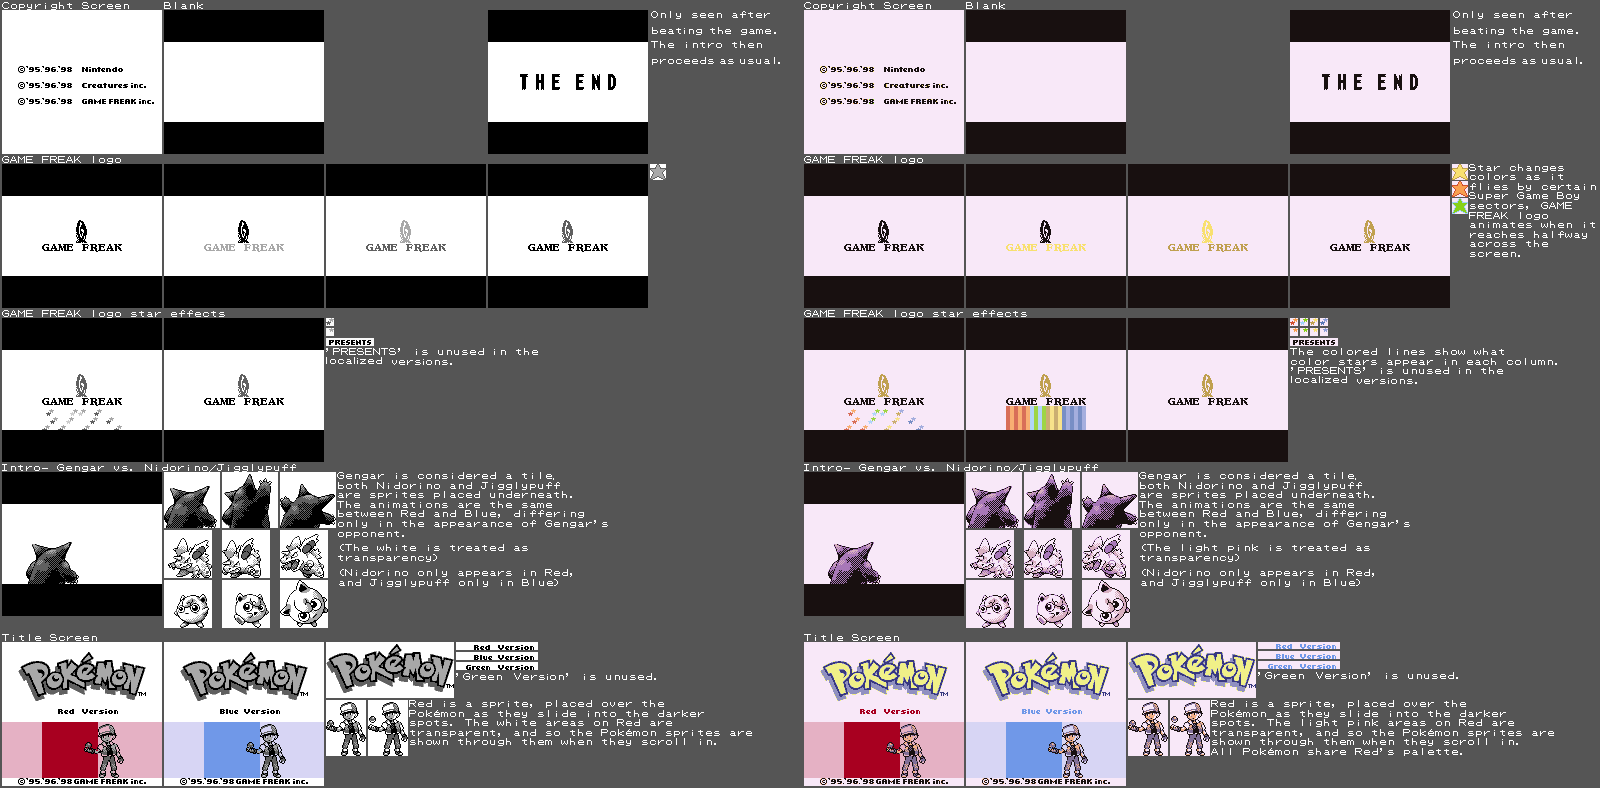 Copyright Screen
Blank
©'95.'96.'98 Nintendo
©'95.'96.'98 Creatures inc.
©'95.'96.'98 GAME FREAK inc.
THE END
Only seen after
beating the game.
The intro then
proceeds as usual.
GAME FREAK logo
GAME FREAK
GAME FREAK
GAME FREAK
GAME FREAK
GAME FREAK logo star effects
GAME FREAK
GAME FREAK
PRESENTS
'PRESENTS' is unused in the
localized versions.
Intro- Gengar vs. Nidorino/Jigglypuff
Gengar is considered a tile,
both Nidorino and Jigglypuff
are sprites placed underneath.
The animations are the same
between Red and Blue, differing
only in the appearance of Gengar's
opponent.
(The white is treated as
transparency)
(Nidorino only appears in Red,
and Jigglypuff only in Blue)
Title Screen
POKéMON TM
Red Version
©'95.'96.'98 GAME FREAK inc.
POKéMON TM
Blue Version
©'95.'96.'98 GAME FREAK inc.
POKéMON TM
Red Version
Blue Version
Green Version
'Green Version' is unused.
Red is a sprite, placed over the
Pokémon as they slide into the darker
spots. The white areas on Red are
transparent, and so the Pokémon sprites are
shown through them when they scroll in.
Copyright Screen
Blank
©'95.'96.'98 Nintendo
©'95.'96.'98 Creatures inc.
©'95.'96.'98 GAME FREAK inc.
THE END
Only seen after
beating the game.
The intro then
proceeds as usual.
GAME FREAK logo
GAME FREAK
GAME FREAK
GAME FREAK
GAME FREAK
Star changes
colors as it
flies by certain
Super Game Boy
sectors, GAME
FREAK logo
animates when it
reaches halfway
across the
screen.
GAME FREAK logo star effects
GAME FREAK
GAME FREAK
GAME FREAK
PRESENTS
The colored lines show what
color stars appear in each column.
'PRESENTS' is unused in the
localized versions.
Intro- Gengar vs. Nidorino/Jigglypuff
Gengar is considered a tile,
both Nidorino and Jigglypuff
are sprites placed underneath.
The animations are the same
between Red and Blue, differing
only in the appearance of Gengar's
opponent.
(The light pink is treated as
transparency)
(Nidorino only appears in Red,
and Jigglypuff only in Blue)
Title Screen
POKéMON TM
Red Version
©'95.'96.'98 GAME FREAK inc.
POKéMON TM
Blue Version
©'95.'96.'98 GAME FREAK inc.
POKéMON TM
Red Version
Blue Version
Green Version
'Green Version' is unused.
Red is a sprite, placed over the
Pokémon as they slide into the darker
spots. The light pink areas on Red are
transparent, and so the Pokémon sprites are
shown through them when they scroll in.
All Pokémon share Red's palette.